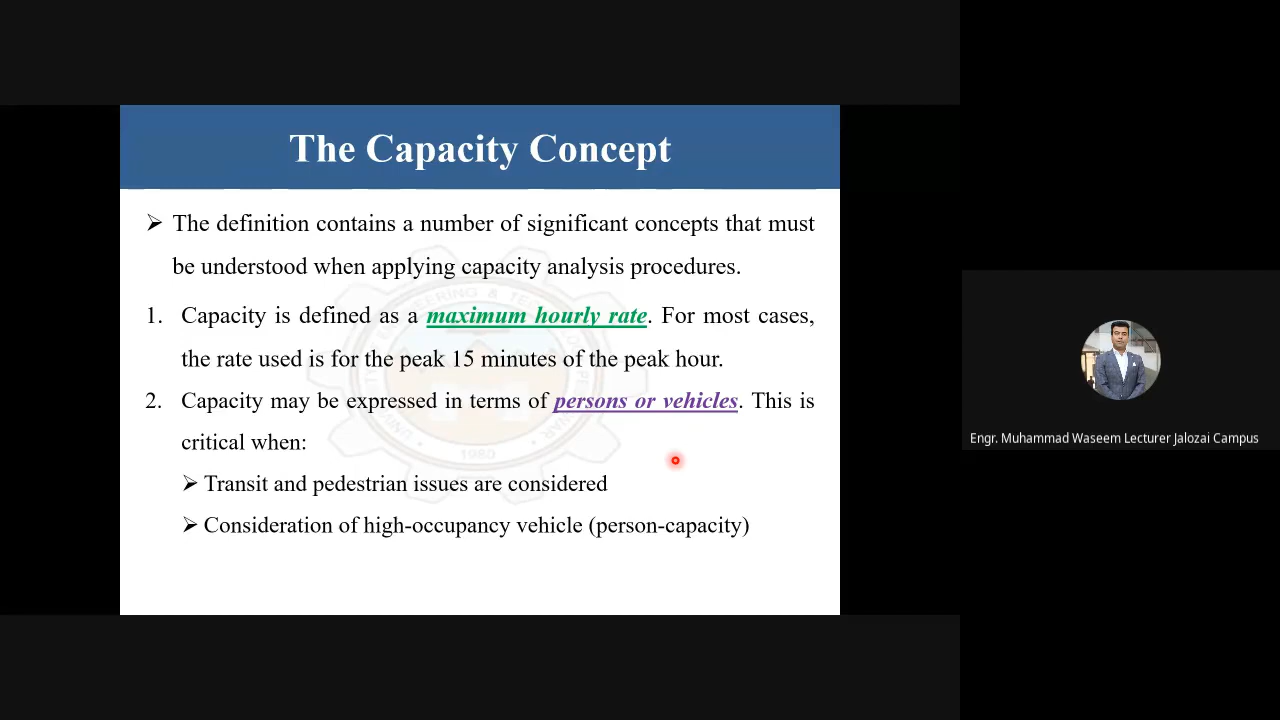 The Capacity Concept
➢ The definition contains a number of significant concepts that must
be understood when applying capacity analysis procedures.
1. Capacity is defined as a maximum hourly rate. For most cases,
the rate used is for the peak 15 minutes of the peak hour.
2. Capacity may be expressed in terms of persons or vehicles. This is
critical when:
➢ Transit and pedestrian issues are considered
➢ Consideration of high-occupancy vehicle (person-capacity)
1980
Engr. Muhammad Waseem Lecturer Jalozai Campus